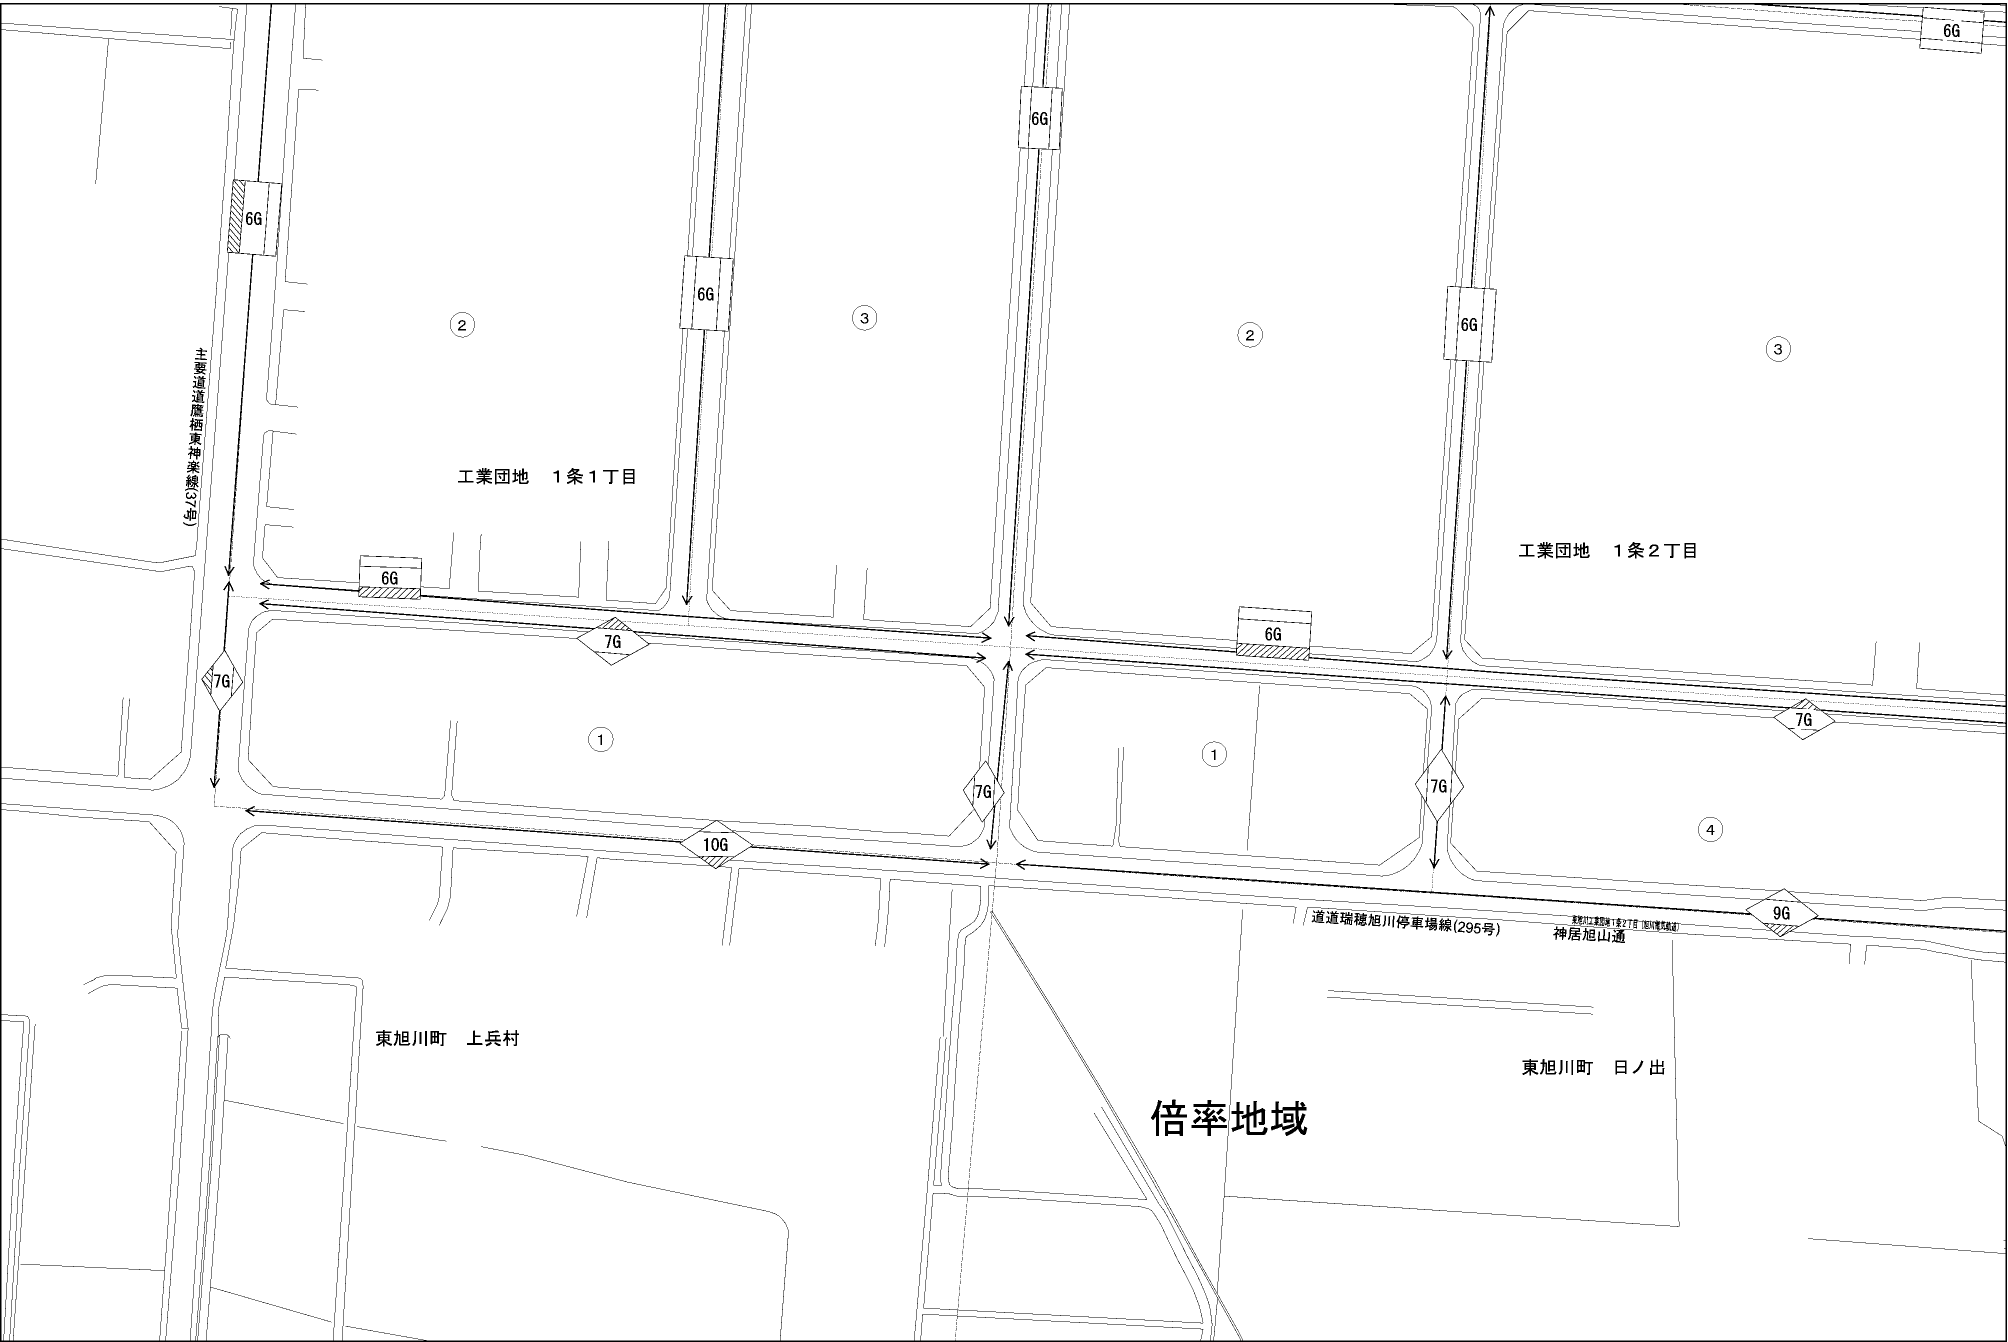 6G
6G
6G
6G
6G
②
③
②
6G
③
主要道道鷹栖東神楽線(37号)
工業団地　1条1丁目
工業団地　1条2丁目
6G
6G
7G
7G
7G
①
①
7G
7G
10G
④
9G
道道瑞穂旭川停車場線(295号)
神居旭山通
東旭川町　上兵村
東旭川町　日ノ出
倍率地域